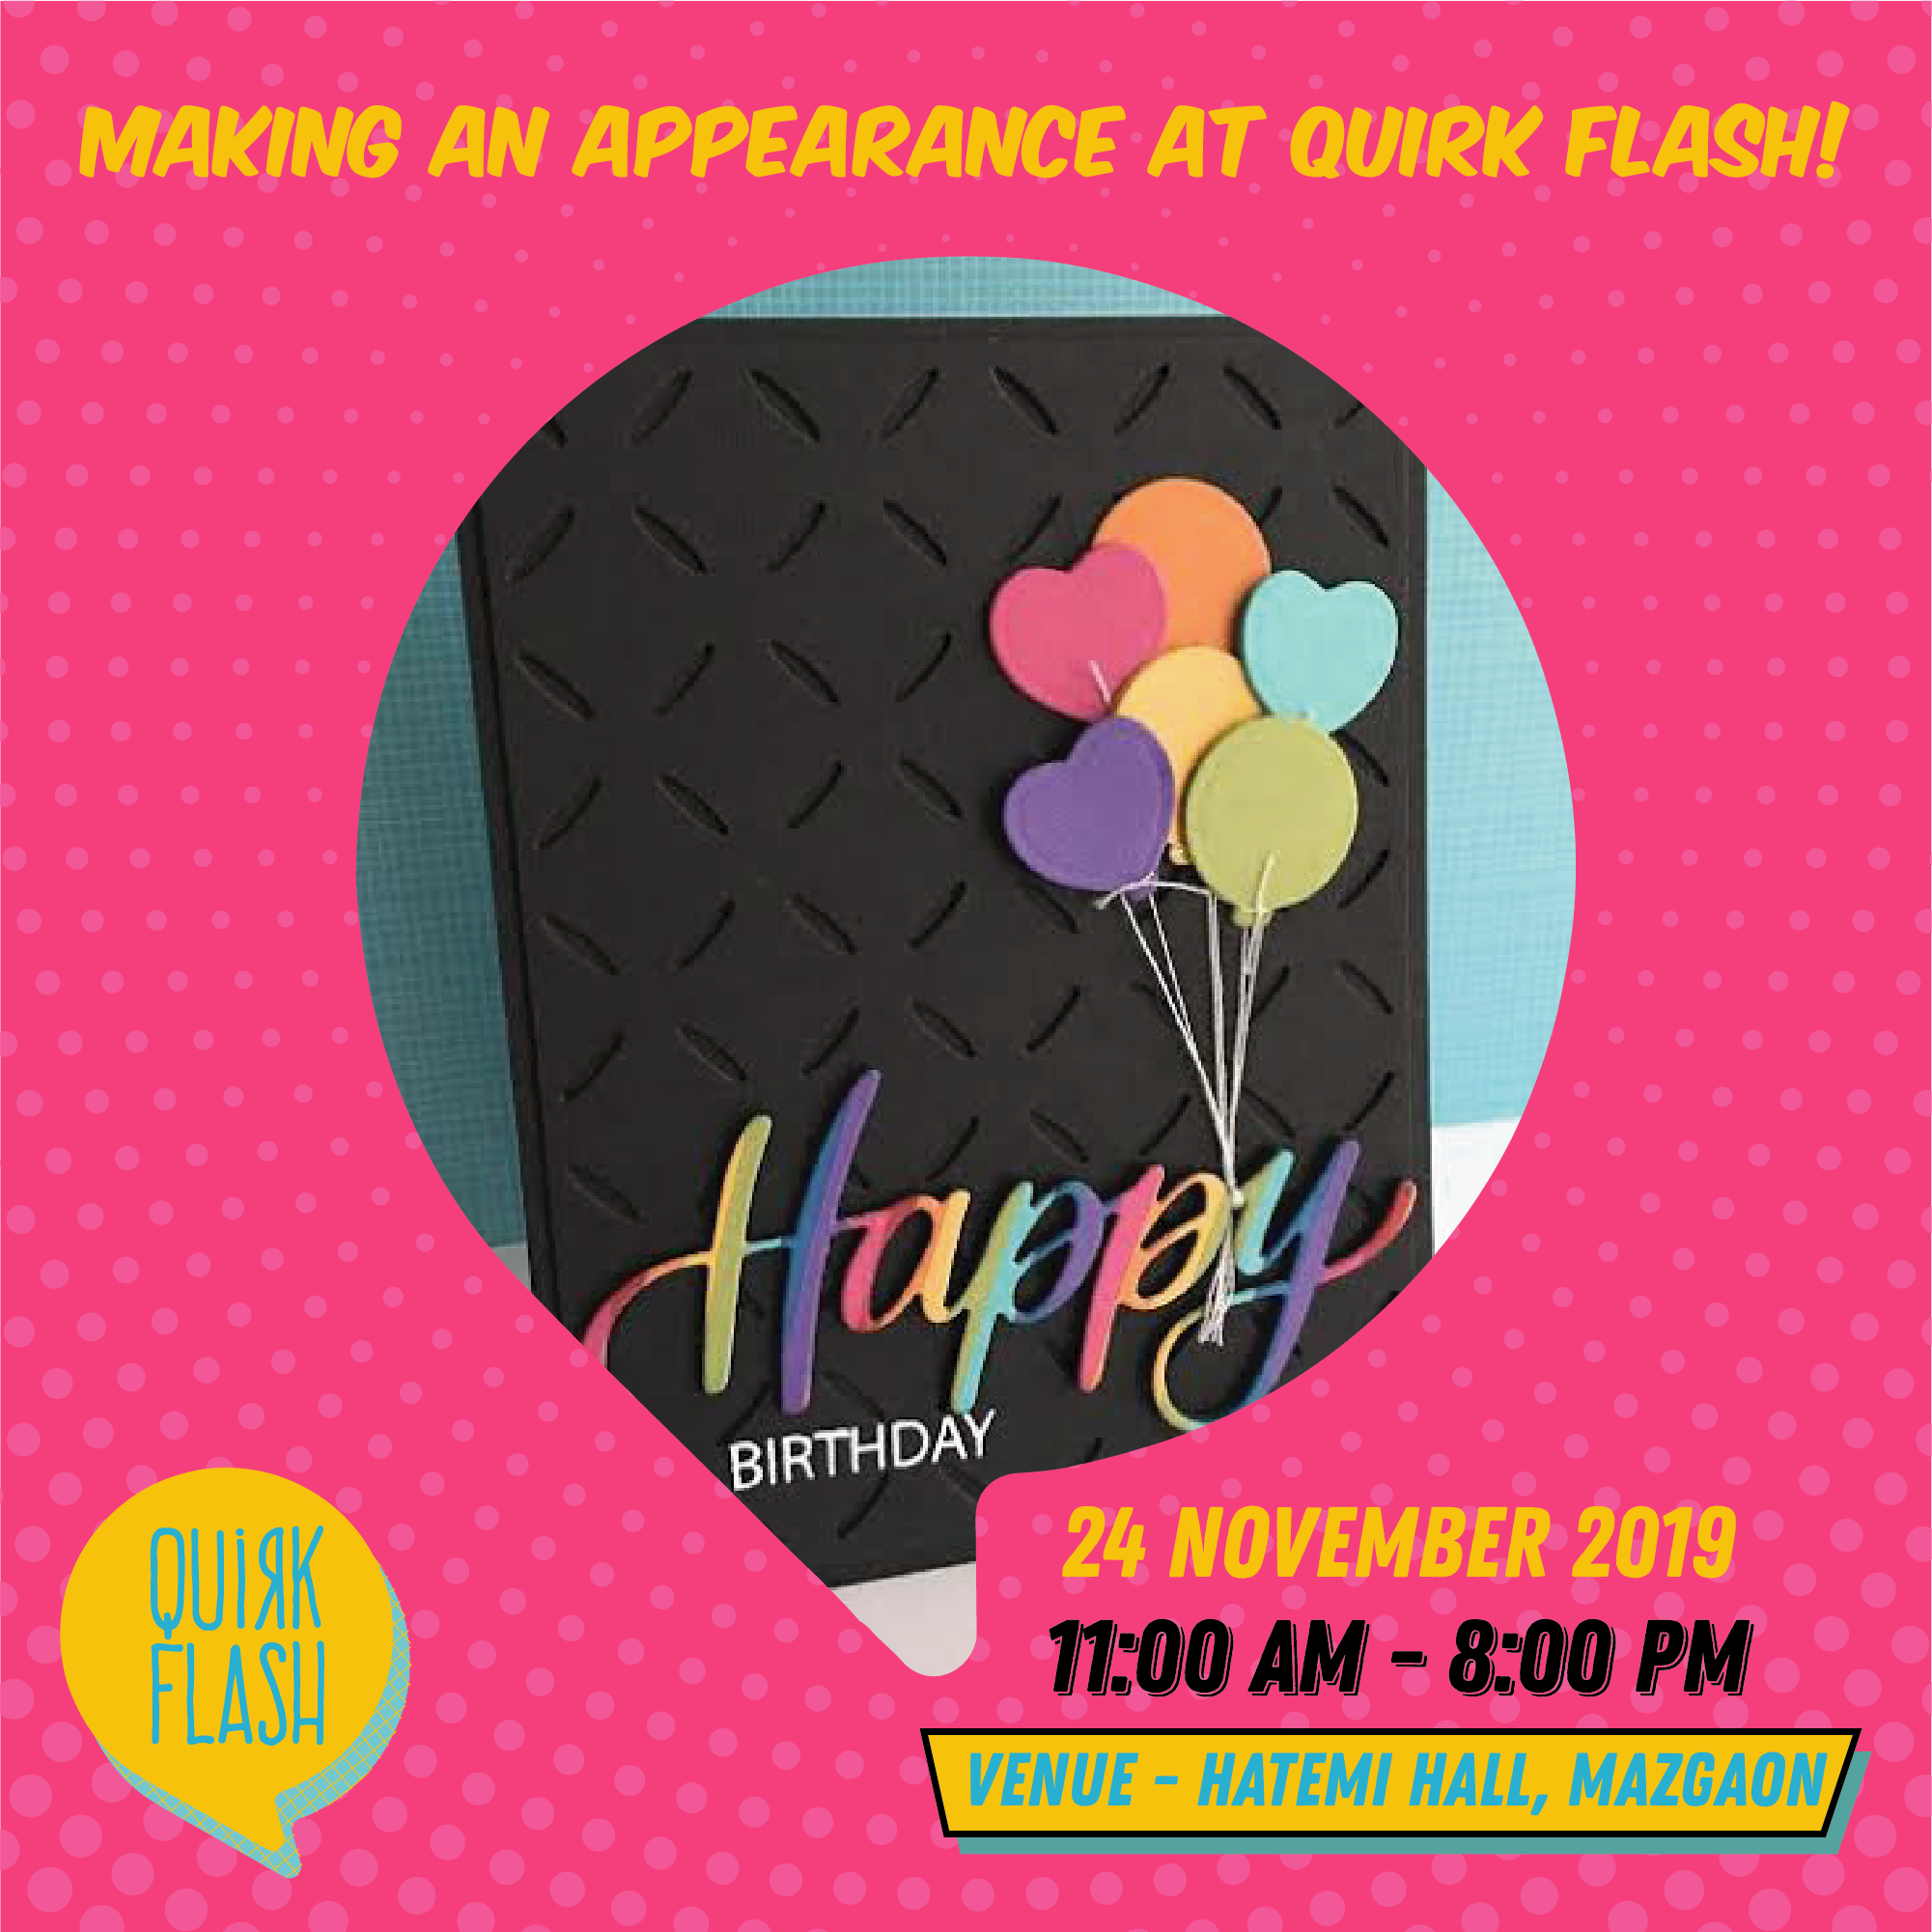 MAKING AN APPEARANCE AT QUIRK FLASH!
Happy
BIRTHDAY
QUiRK
FLASH
24 NOVEMBER 2019
11:00 AM - 8:00 PM
VENUE - HATEMI HALL, MAZGAON